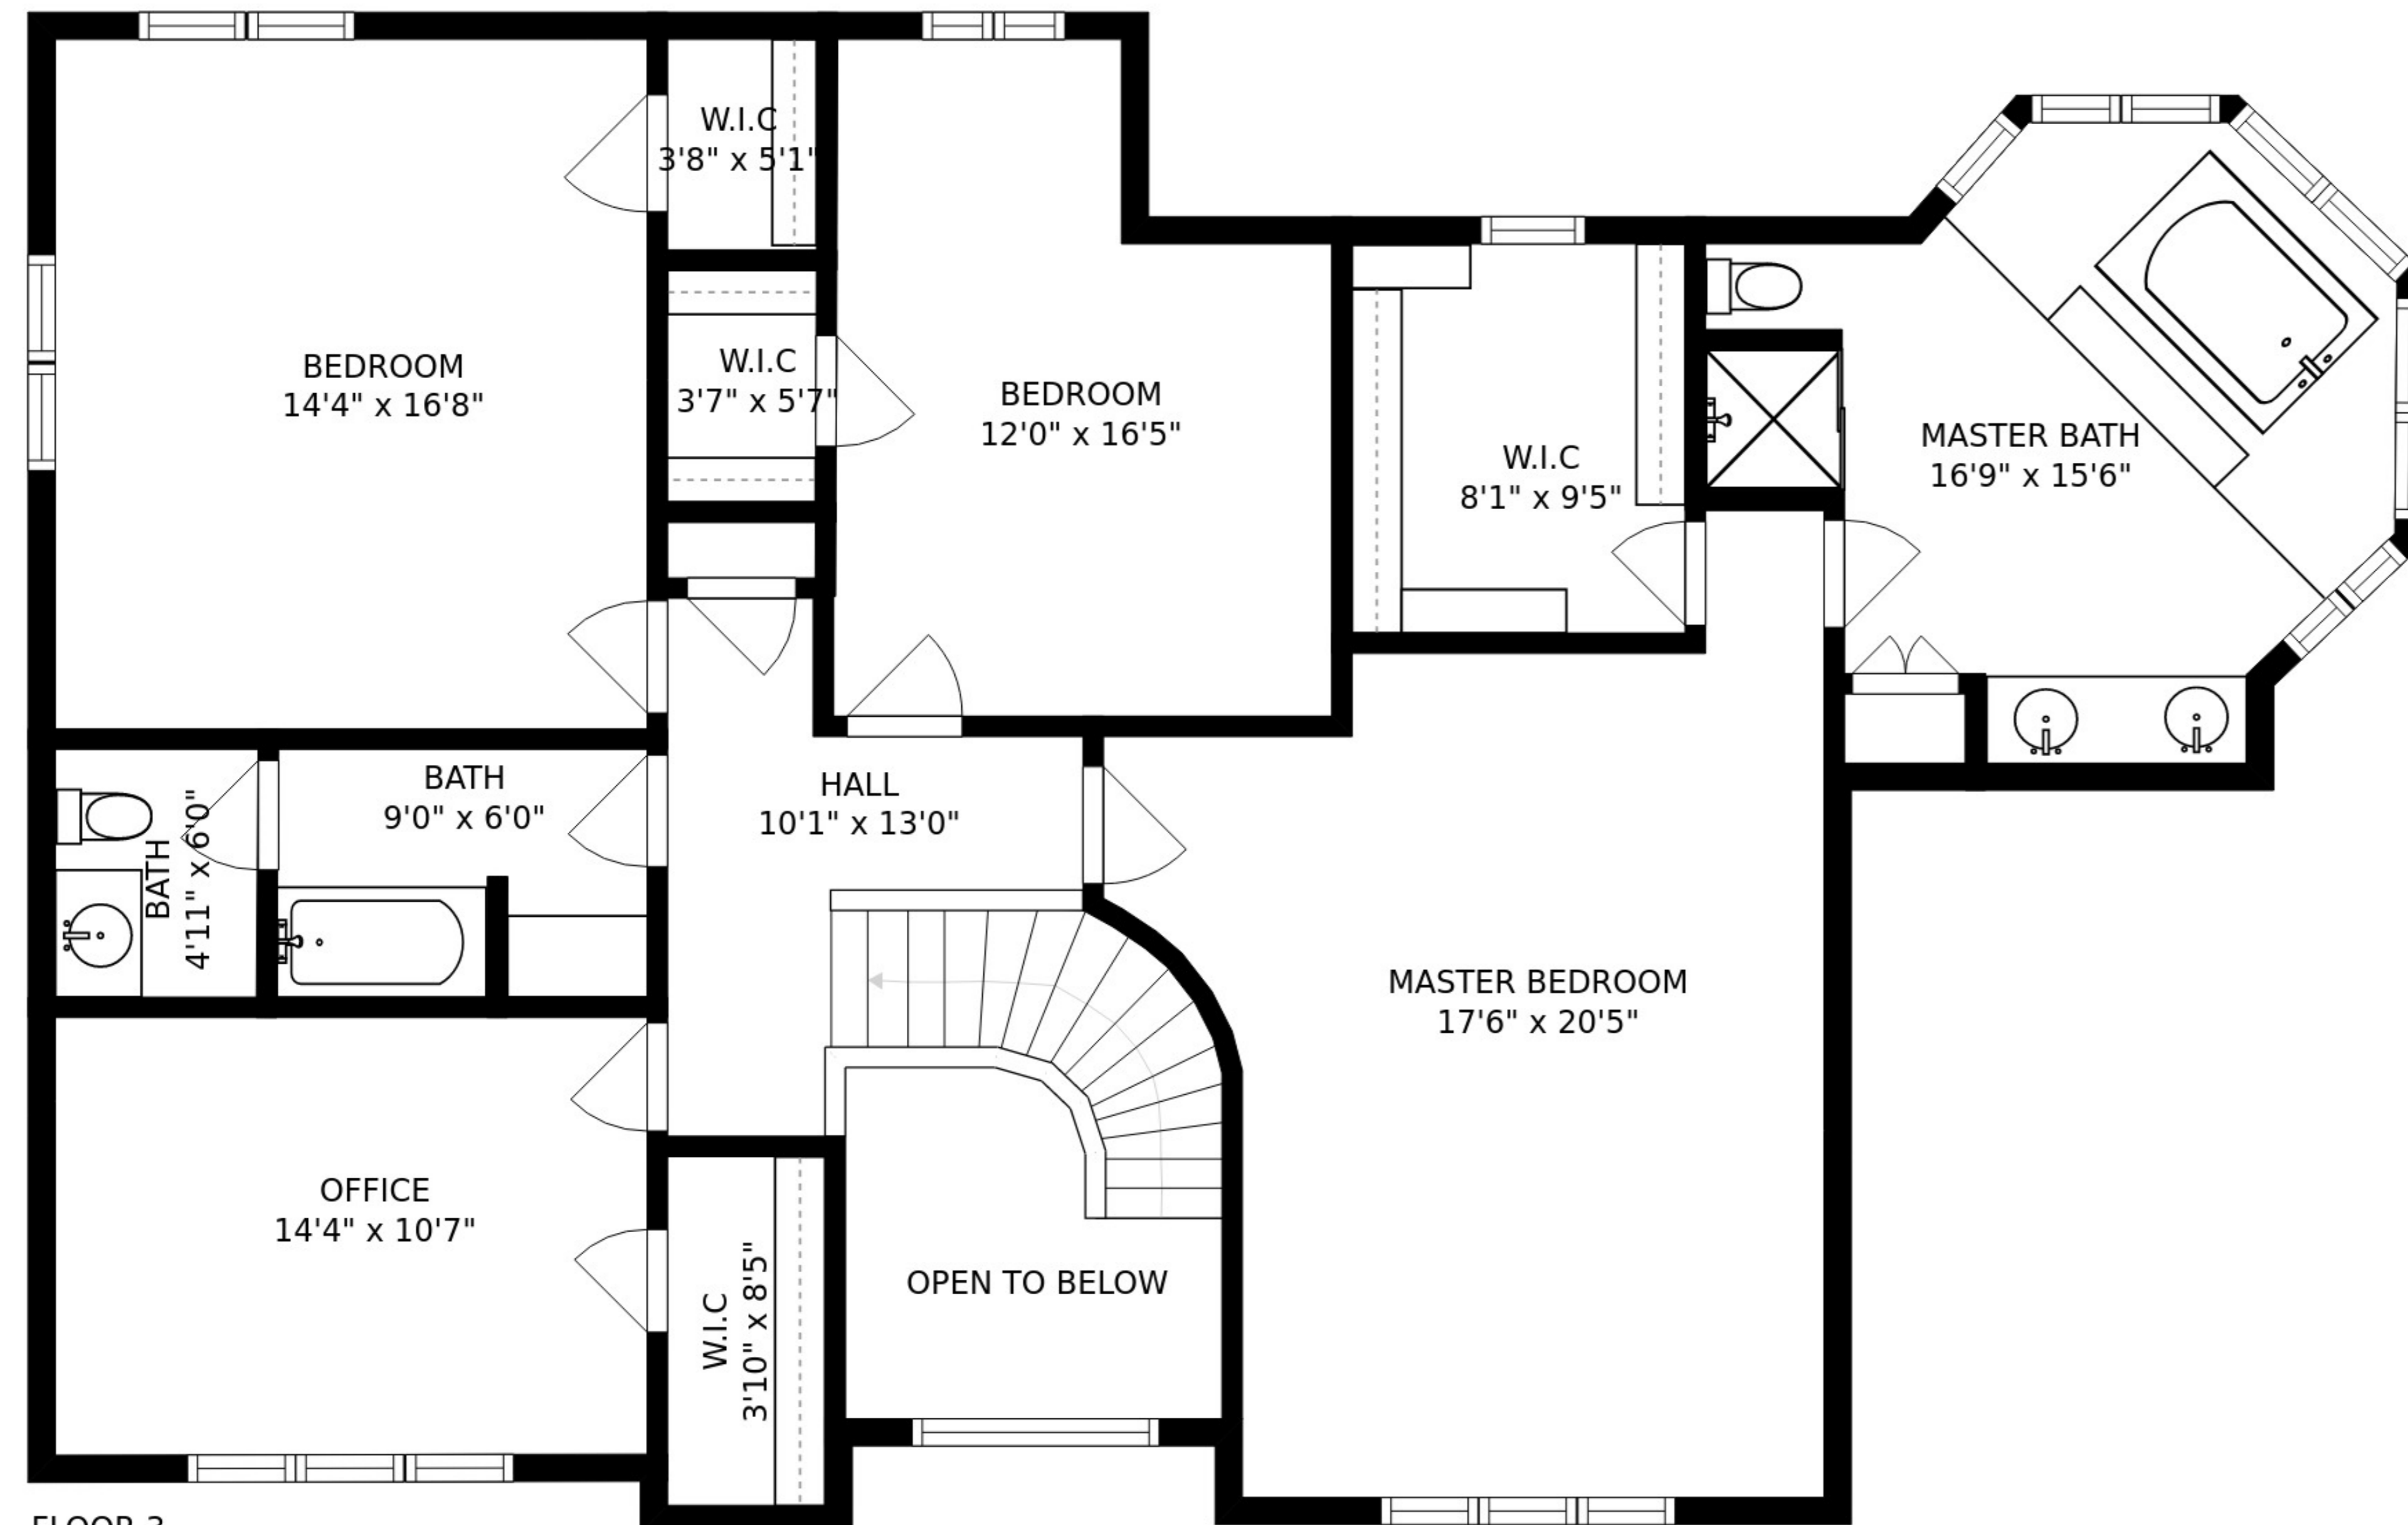 W.I.C
3'8" x 5'1"
BEDROOM
14'4" x 16'8"
W.I.C
3'7" x 5'7"
BEDROOM
12'0" x 16'5"
W.I.C
8'1" x 9'5"
MASTER BATH
16'9" x 15'6"
BATH
4'11" x 6'0"
BATH
9'0" x 6'0"
HALL
10'1" x 13'0"
MASTER BEDROOM
17'6" x 20'5"
OFFICE
14'4" x 10'7"
W.I.C
3'10" x 8'5"
OPEN TO BELOW
FLOOR 3